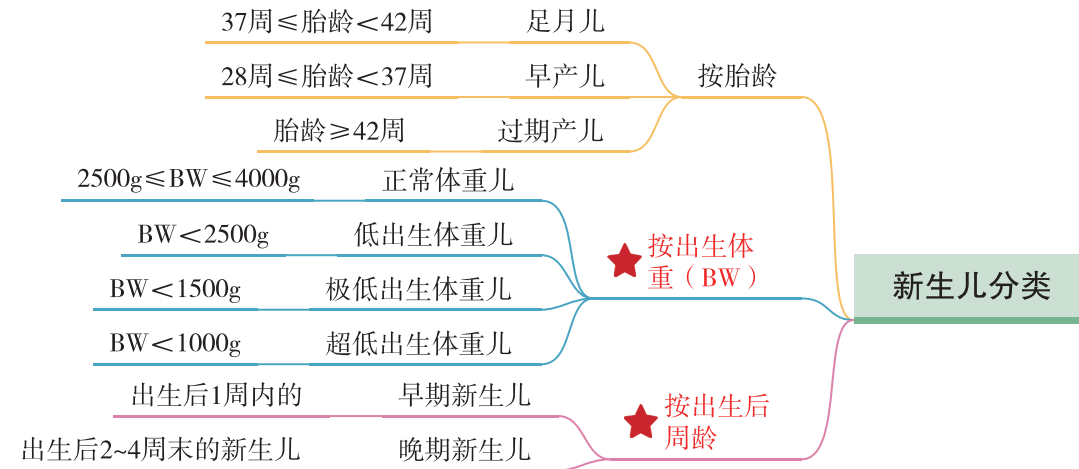 37周≤胎龄<42周 足月儿
28周≤胎龄<37周 早产儿 按胎龄
胎龄≥42周 过期产儿
2500g≤BW≤4000g 正常体重儿
BW<2500g 低出生体重儿
按出生体
重（BW）
BW<1500g 极低出生体重儿
新生儿分类
BW<1000g 超低出生体重儿
出生后1周内的 早期新生儿
按出生后
周龄
出生后2~4周末的新生儿 晚期新生儿